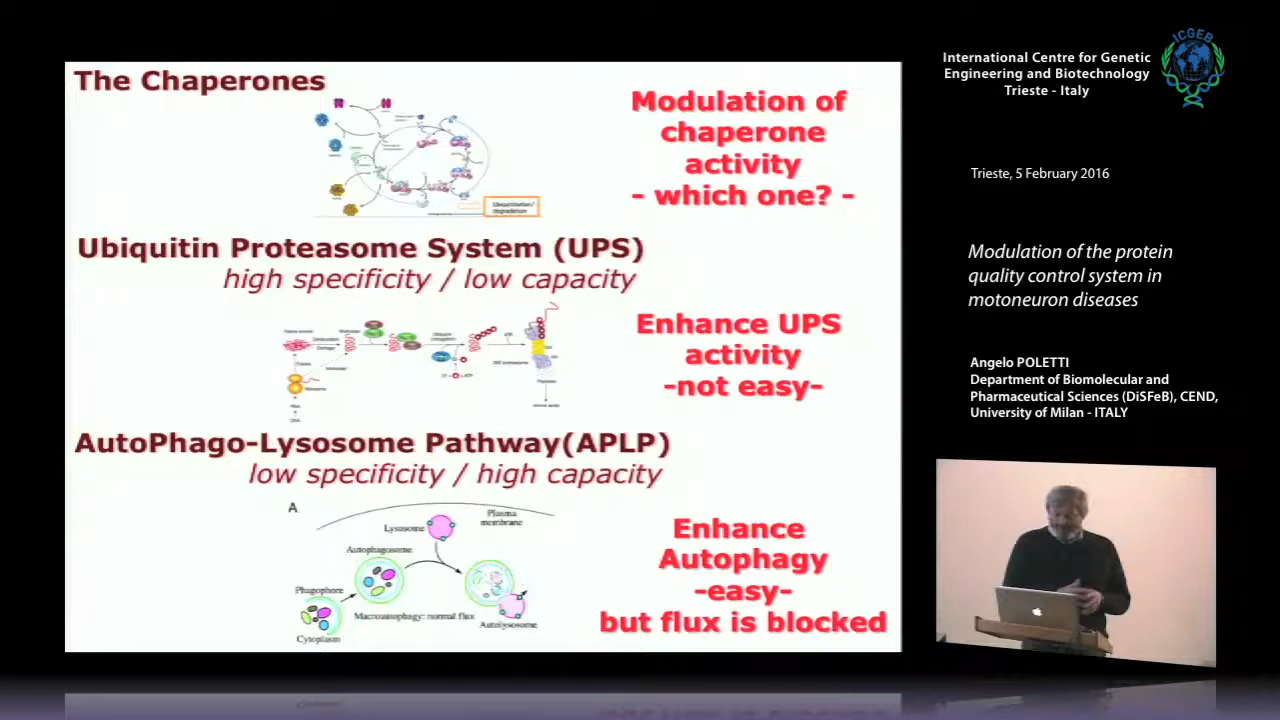 The Chaperones
Modulation of
chaperone
activity
- which one? -
Ubiquitination/
degradation
Ubiquitin Proteasome System (UPS)
high specificity / low capacity
Enhance UPS
activity
-not easy-
AutoPhago-Lysosome Pathway(APLP)
low specificity / high capacity
A
Plasma
membrane
Lysosome
Autophagosome
Phagophore
Macroautophagy: normal flux
Autolysosome
Cytoplasm
Enhance
Autophagy
-easy-
but flux is blocked
International Centre for Genetic
Engineering and Biotechnology
Trieste - Italy
ICGEB
Trieste, 5 February 2016
Modulation of the protein
quality control system in
motoneuron diseases
Angelo POLETTI
Department of Biomolecular and
Pharmaceutical Sciences (DiSFeB), CEND,
University of Milan - ITALY